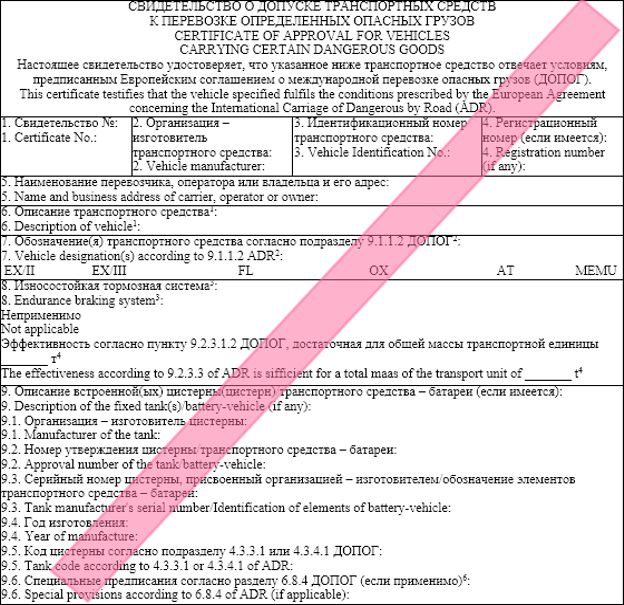 СВИДЕТЕЛЬСТВО О ДОПУСКЕ ТРАНСПОРТНЫХ СРЕДСТВ
К ПЕРЕВОЗКЕ ОПРЕДЕЛЕННЫХ ОПАСНЫХ ГРУЗОВ
CERTIFICATE OF APPROVAL FOR VEHICLES
CARRYING CERTAIN DANGEROUS GOODS
Настоящее свидетельство удостоверяет, что указанное ниже транспортное средство отвечает условиям,
предписанным Европейским соглашением о международной перевозке опасных грузов (ДОПОГ).
This certificate testifies that the vehicle specified fulfils the conditions prescribed by the European Agreement
concerning the International Carriage of Dangerous by Road (ADR).
1. Свидетельство №:
1. Certificate No.:
2. Организация –
изготовитель
транспортного средства:
2. Vehicle manufacturer:
3. Идентификационный номер
транспортного средства:
3. Vehicle Identification No.:
4. Регистрационный
номер (если имеется):
4. Registration number
(if any):
5. Наименование перевозчика, оператора или владельца и его адрес:
5. Name and business address of carrier, operator or owner:
6. Описание транспортного средства¹:
6. Description of vehicle¹:
7. Обозначение(я) транспортного средства согласно подразделу 9.1.1.2 ДОПОГ²:
7. Vehicle designation(s) according to 9.1.1.2 ADR²:
EX/II EX/III FL OX AT MEMU
8. Износостойкая тормозная система³:
8. Endurance braking system³:
Неприменимо
Not applicable
Эффективность согласно пункту 9.2.3.1.2 ДОПОГ, достаточная для общей массы транспортной единицы
_______ т⁴
The effectiveness according to 9.2.3.3 of ADR is sifficient for a total maas of the transport unit of _______ t⁴
9. Описание встроенной(ых) цистерны(цистерн) транспортного средства – батареи (если имеется):
9. Description of the fixed tank(s)/battery-vehicle (if any):
9.1. Организация – изготовитель цистерны:
9.1. Manufacturer of the tank:
9.2. Номер утверждения цистерны/транспортного средства – батареи:
9.2. Approval number of the tank/battery-vehicle:
9.3. Серийный номер цистерны, присвоенный организацией – изготовителем/обозначение элементов
транспортного средства – батареи:
9.3. Tank manufacturer's serial number/Identification of elements of battery-vehicle:
9.4. Год изготовления:
9.4. Year of manufacture:
9.5. Код цистерны согласно подразделу 4.3.3.1 или 4.3.4.1 ДОПОГ:
9.5. Tank code according to 4.3.3.1 or 4.3.4.1 of ADR:
9.6. Специальные предписания согласно разделу 6.8.4 ДОПОГ (если применимо)⁶:
9.6. Special provisions according to 6.8.4 of ADR (if applicable):